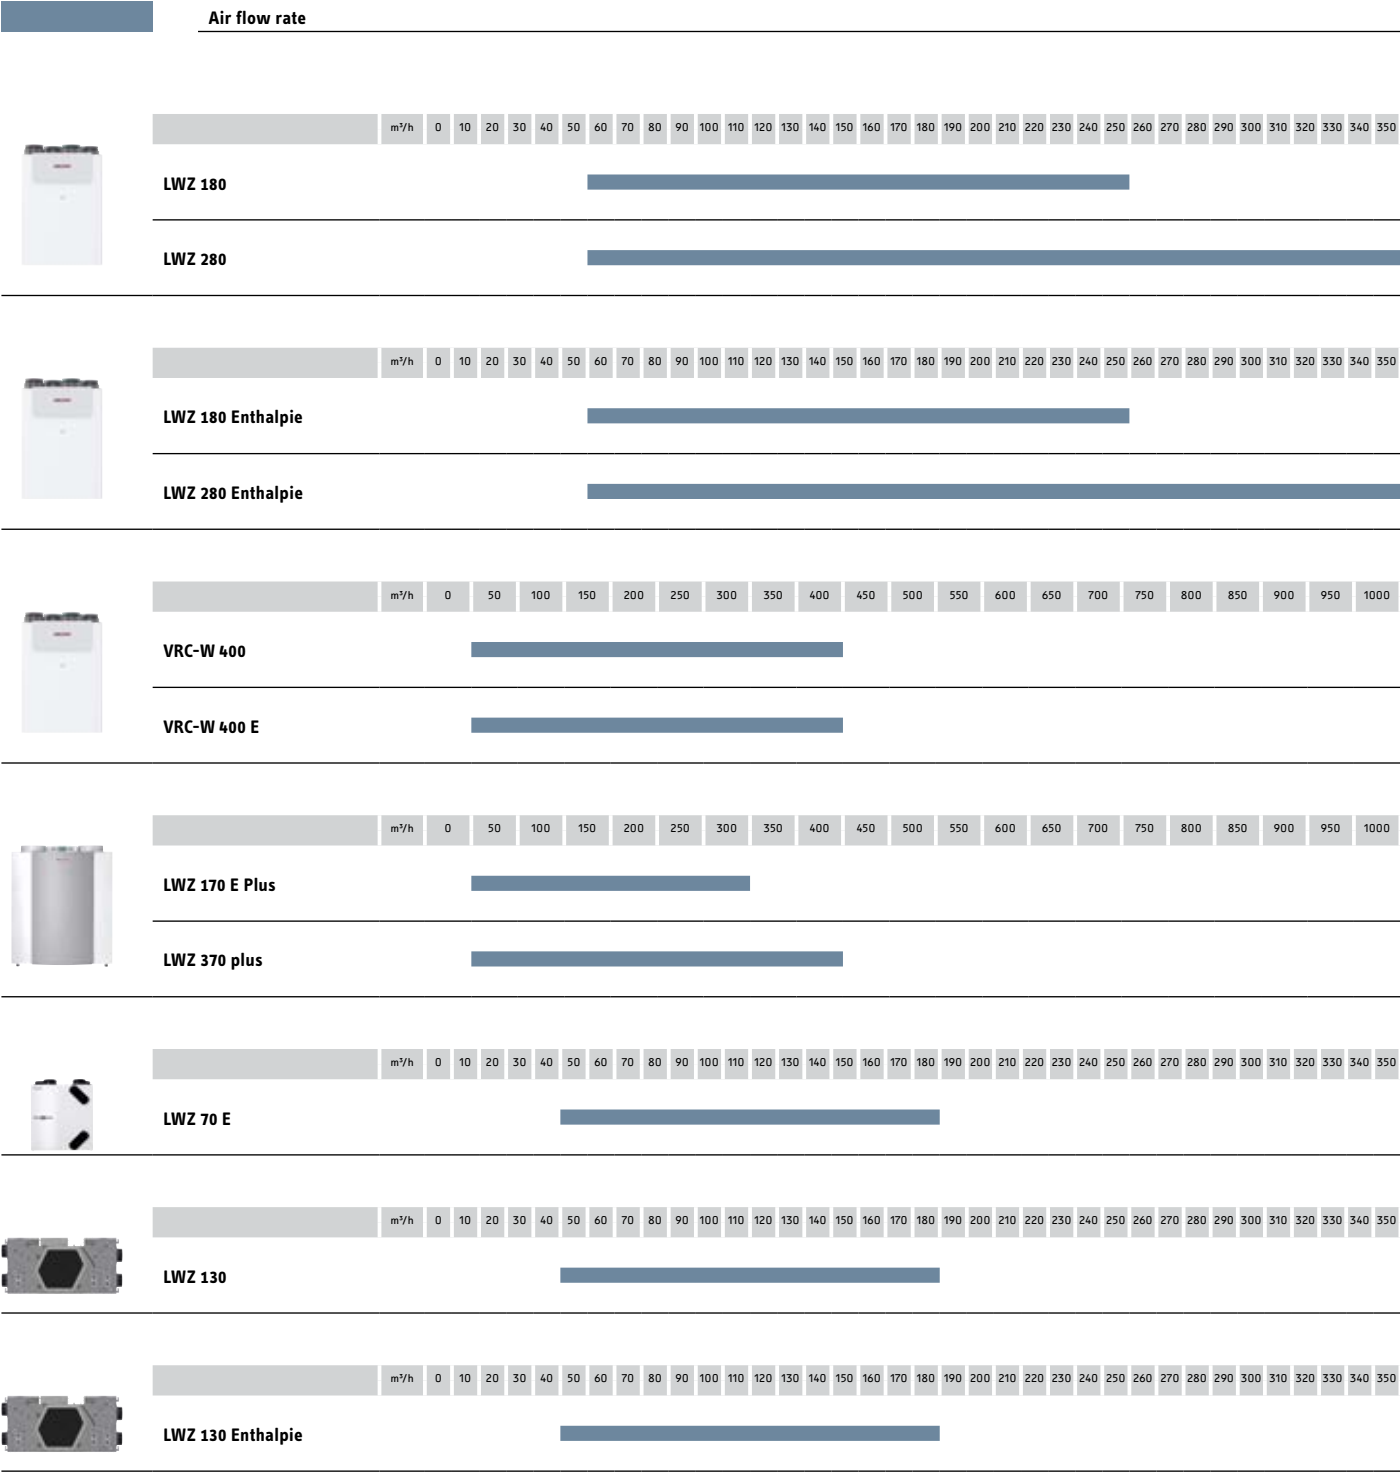 Air flow rate
m³/h 0 10 20 30 40 50 60 70 80 90 100 110 120 130 140 150 160 170 180 190 200 210 220 230 240 250 260 270 280 290 300 310 320 330 340 350
LWZ 180
LWZ 280
m³/h 0 10 20 30 40 50 60 70 80 90 100 110 120 130 140 150 160 170 180 190 200 210 220 230 240 250 260 270 280 290 300 310 320 330 340 350
LWZ 180 Enthalpie
LWZ 280 Enthalpie
m³/h 0 50 100 150 200 250 300 350 400 450 500 550 600 650 700 750 800 850 900 950 1000
VRC-W 400
VRC-W 400 E
m³/h 0 50 100 150 200 250 300 350 400 450 500 550 600 650 700 750 800 850 900 950 1000
LWZ 170 E Plus
LWZ 370 plus
m³/h 0 10 20 30 40 50 60 70 80 90 100 110 120 130 140 150 160 170 180 190 200 210 220 230 240 250 260 270 280 290 300 310 320 330 340 350
LWZ 70 E
m³/h 0 10 20 30 40 50 60 70 80 90 100 110 120 130 140 150 160 170 180 190 200 210 220 230 240 250 260 270 280 290 300 310 320 330 340 350
LWZ 130
m³/h 0 10 20 30 40 50 60 70 80 90 100 110 120 130 140 150 160 170 180 190 200 210 220 230 240 250 260 270 280 290 300 310 320 330 340 350
LWZ 130 Enthalpie